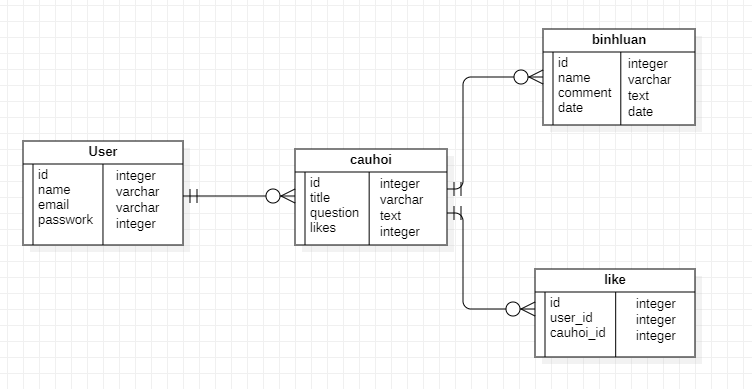 User
id integer
name varchar
email varchar
passwork integer
cauhoi
id integer
title varchar
question text
likes integer
binhluan
id integer
name varchar
comment text
date date
like
id integer
user_id integer
cauhoi_id integer